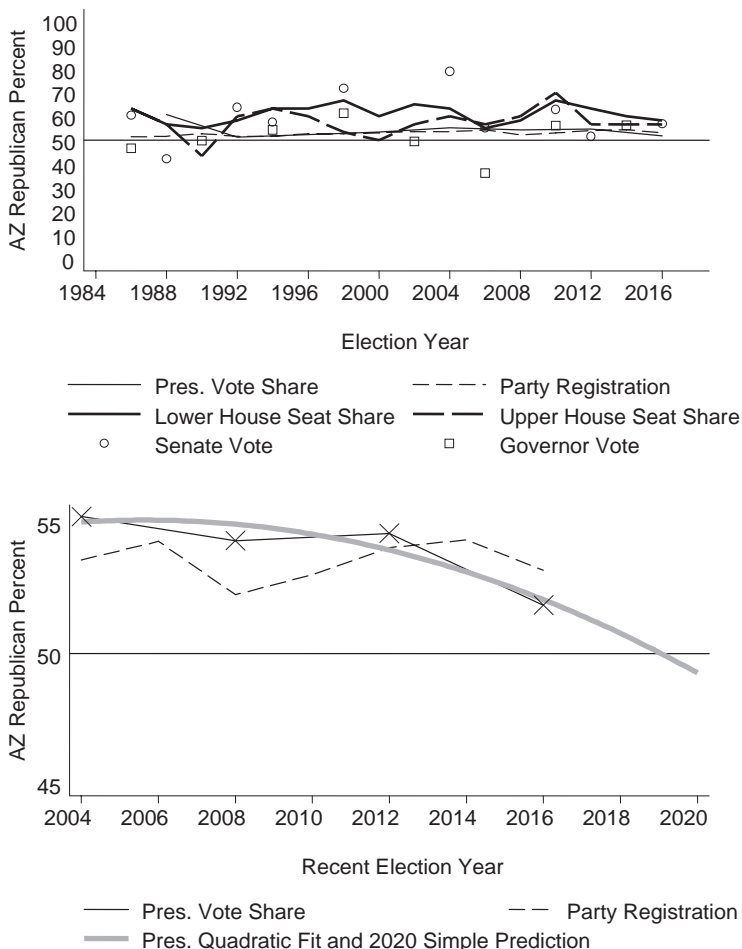 AZ Republican Percent
100
90
80
70
60
50
40
30
20
10
0
1984 1988 1992 1996 2000 2004 2008 2012 2016
Election Year
Pres. Vote Share Party Registration
Lower House Seat Share Upper House Seat Share
Senate Vote Governor Vote
AZ Republican Percent
55
50
45
2004 2006 2008 2010 2012 2014 2016 2018 2020
Recent Election Year
Pres. Vote Share Party Registration
Pres. Quadratic Fit and 2020 Simple Prediction